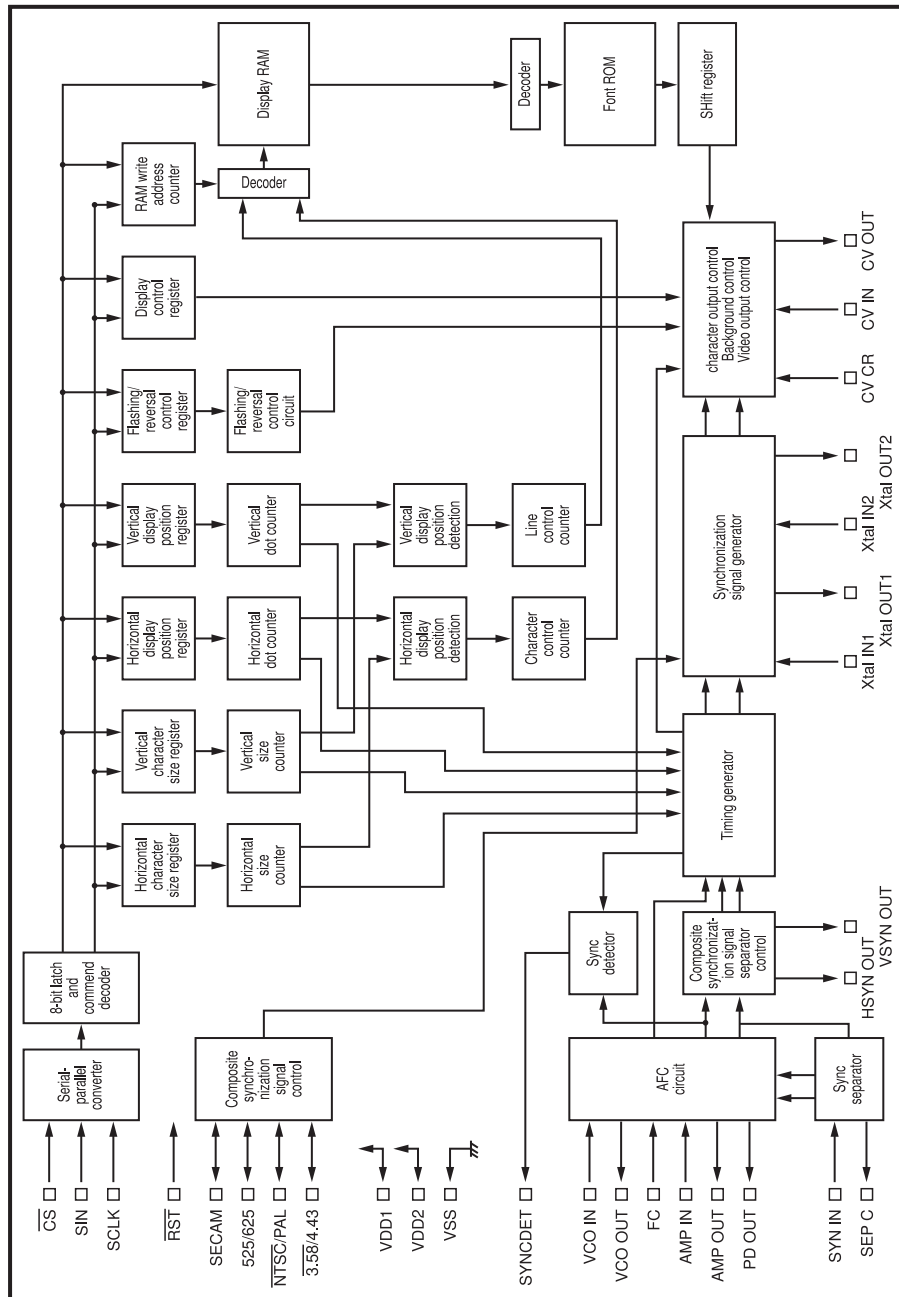 Display RAM
Decoder
Font ROM
SHift register
RAM write
address
counter
Decoder
Display
control
register
character output control
Background control
Video output control
CV OUT
CV IN
CV CR
Flashing/
reversal
control
register
Flashing/
reversal
control
circuit
Vertical
display
position
register
Vertical
dot counter
Vertical
display
position
detection
Line
control
counter
Synchronization
signal generator
Xtal OUT2
Xtal IN2
Xtal OUT1
Xtal IN1
Horizontal
display
position
register
Horizontal
dot counter
Horizontal
display
position
detection
Character
control
counter
Vertical
character
size register
Vertical
size
counter
Timing generator
Horizontal
character
size register
Horizontal
size
counter
Sync
detector
Composite
synchronizat-
ion signal
separator
control
VSYN OUT
HSYN OUT
8-bit latch
and
commend
decoder
Serial-
parallel
converter
Composite
synchro-
nization
signal
control
AFC
circuit
Sync
separator
CS
SIN
SCLK
RST
SECAM
525/625
NTSC/PAL
3.58/4.43
VDD1
VDD2
VSS
SYNCDET
VCO IN
VCO OUT
FC
AMP IN
AMP OUT
PD OUT
SYN IN
SEP C